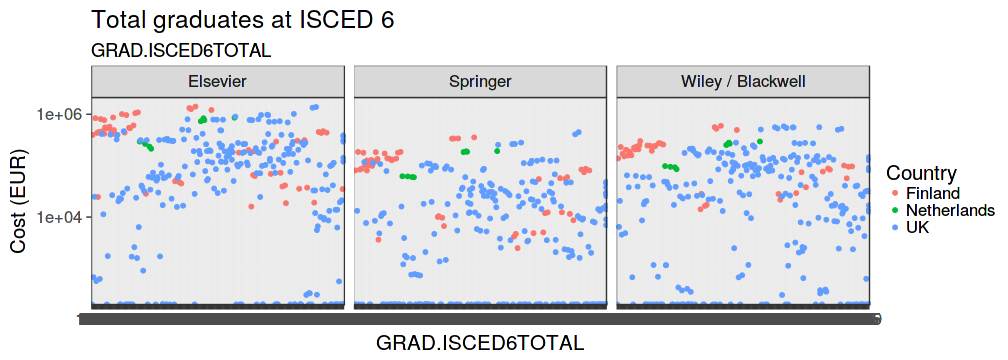 Total graduates at ISCED 6
GRAD.ISCED6TOTAL
Elsevier
Springer
Wiley / Blackwell
1e+06
1e+04
Cost (EUR)
GRAD.ISCED6TOTAL
Country
Finland
Netherlands
UK